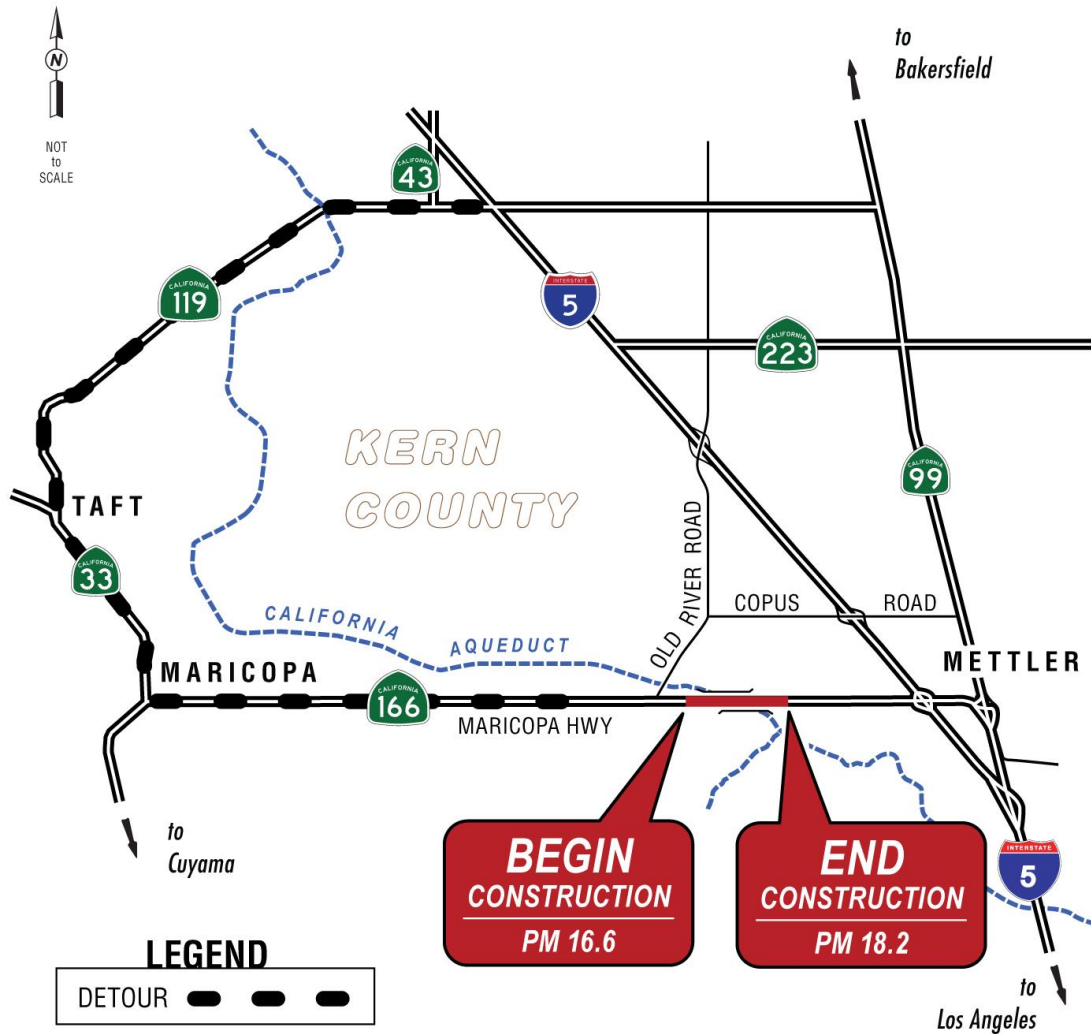 N
NOT
to
SCALE
to
Bakersfield
CALIFORNIA
43
CALIFORNIA
119
INTERSTATE
5
CALIFORNIA
223
KERN
COUNTY
CALIFORNIA
99
TAFT
CALIFORNIA
33
OLD RIVER ROAD
COPUS ROAD
CALIFORNIA AQUEDUCT
METTLER
MARICOPA
CALIFORNIA
166
MARICOPA HWY
to
Cuyama
BEGIN
CONSTRUCTION
PM 16.6
END
CONSTRUCTION
PM 18.2
INTERSTATE
5
LEGEND
DETOUR
to
Los Angeles